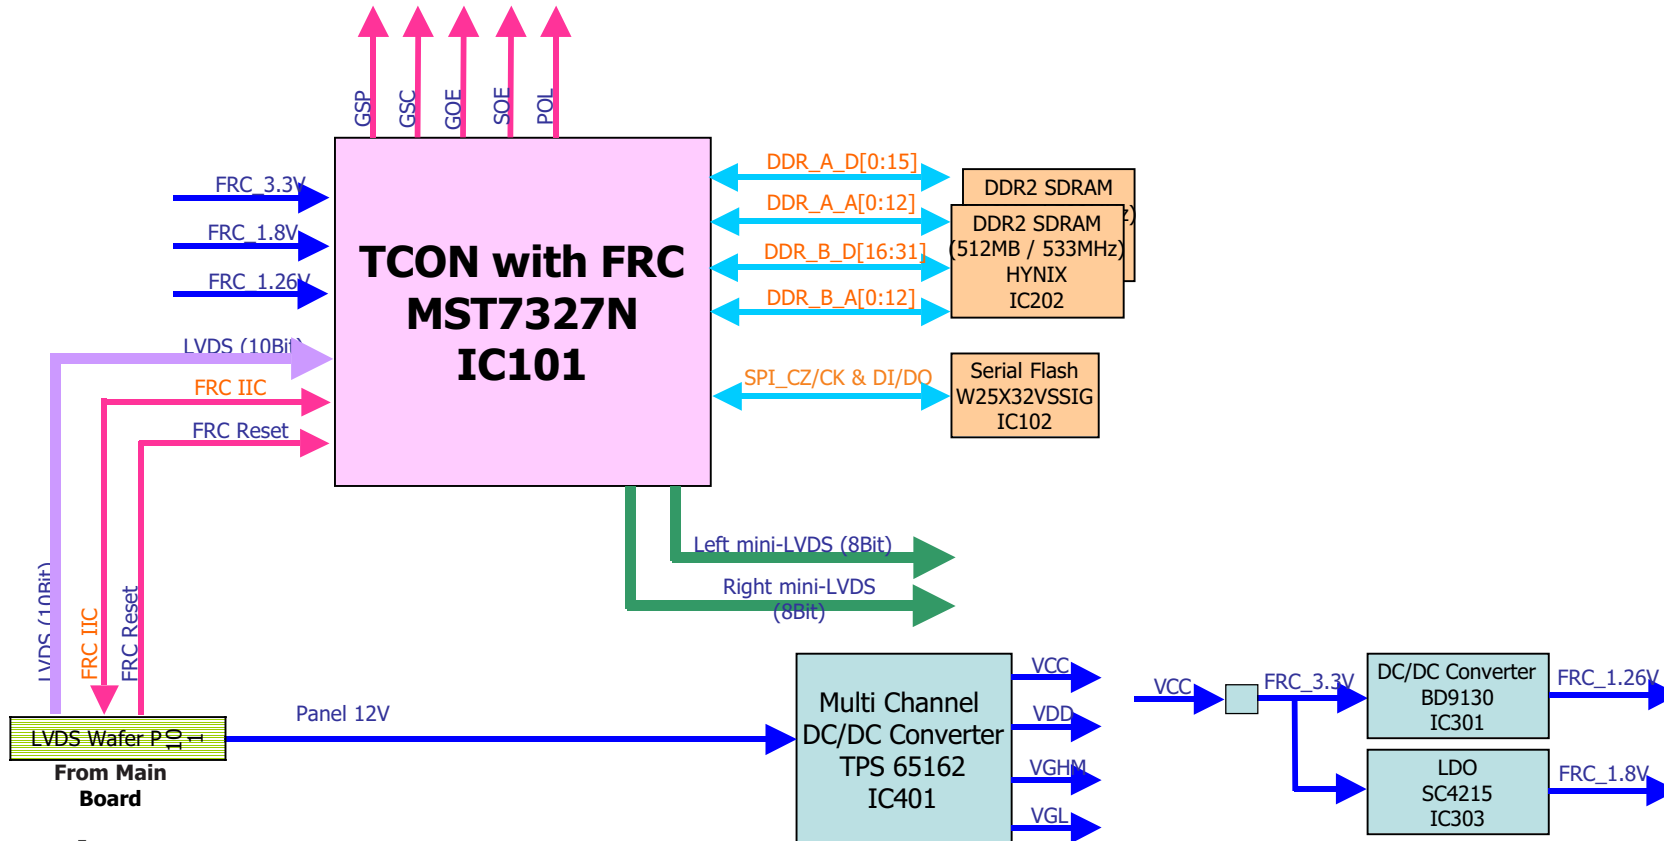 GSP
GSC
GOE
SOE
POL
FRC_3.3V
FRC_1.8V
FRC_1.26V
LVDS (10Bit)
FRC IIC
FRC Reset
TCON with FRC
MST7327N
IC101
DDR_A_D[0:15]
DDR_A_A[0:12]
DDR_B_D[16:31]
DDR_B_A[0:12]
SPI_CZ/CK & DI/DO
DDR2 SDRAM
DDR2 SDRAM
(512MB / 533MHz)
HYNIX
IC202
Serial Flash
W25X32VSSIG
IC102
Left mini-LVDS (8Bit)
Right mini-LVDS
(8Bit)
LVDS (10Bit)
FRC IIC
FRC Reset
LVDS Wafer P
10
1
From Main
Board
Panel 12V
Multi Channel
DC/DC Converter
TPS 65162
IC401
VCC
VDD
VGHM
VGL
VCC
FRC_3.3V
DC/DC Converter
BD9130
IC301
FRC_1.26V
LDO
SC4215
IC303
FRC_1.8V